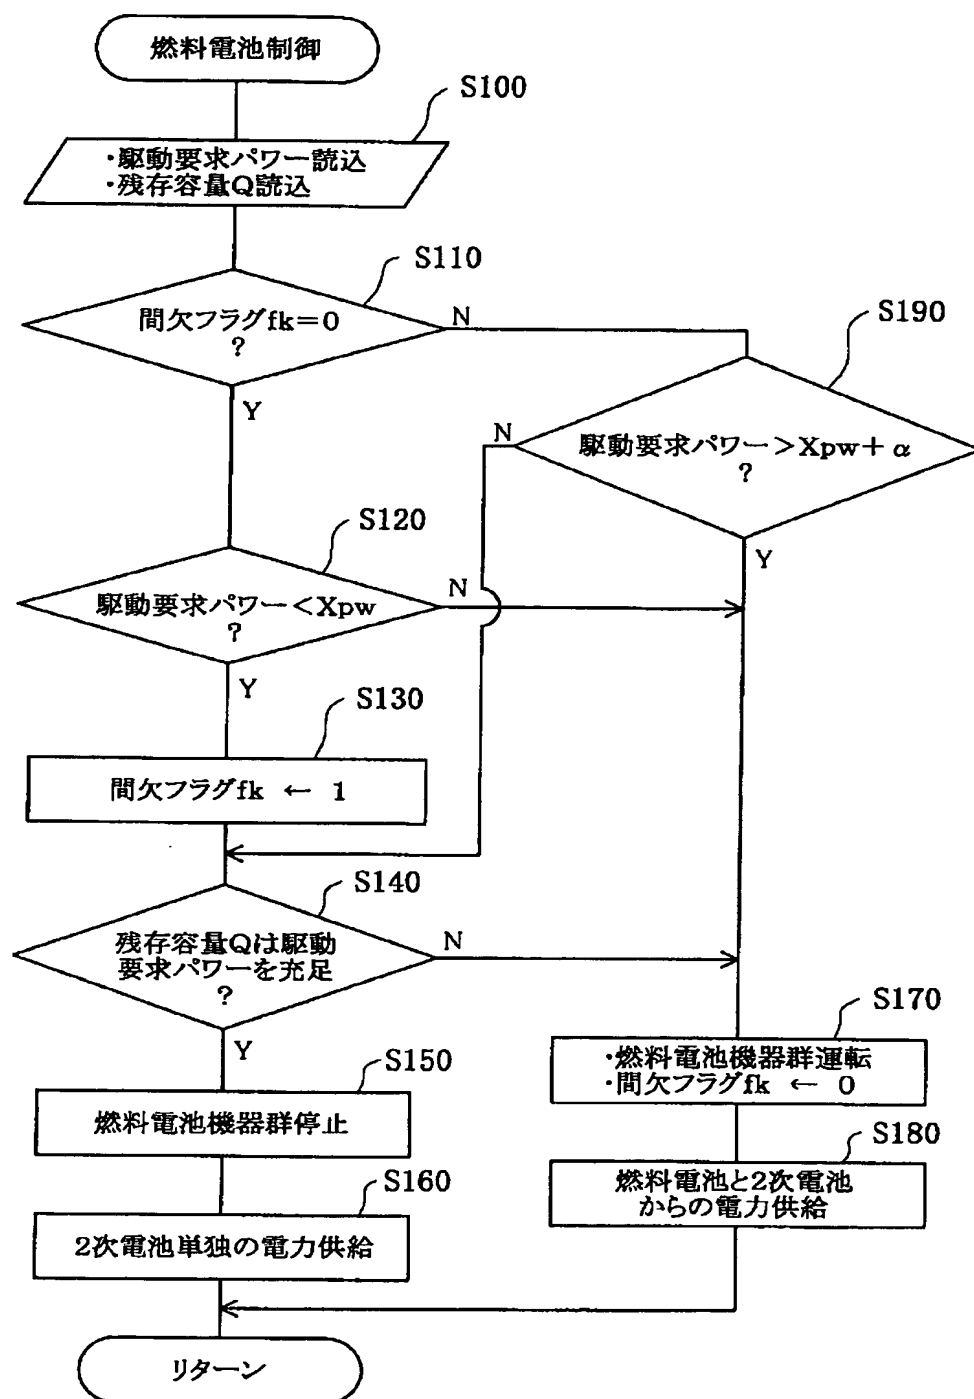 燃料電池制御
S100
・駆動要求パワー読込
・残存容量Q読込
S110
間欠フラグfk＝0
?
N
Y
S190
駆動要求パワー＞Xpw＋α
?
N
Y
S120
駆動要求パワー＜Xpw
?
N
Y
S130
間欠フラグfk ← 1
S140
残存容量Qは駆動
要求パワーを充足
?
N
Y
S150
燃料電池機器群停止
S160
2次電池単独の電力供給
S170
・燃料電池機器群運転
・間欠フラグfk ← 0
S180
燃料電池と2次電池
からの電力供給
リターン